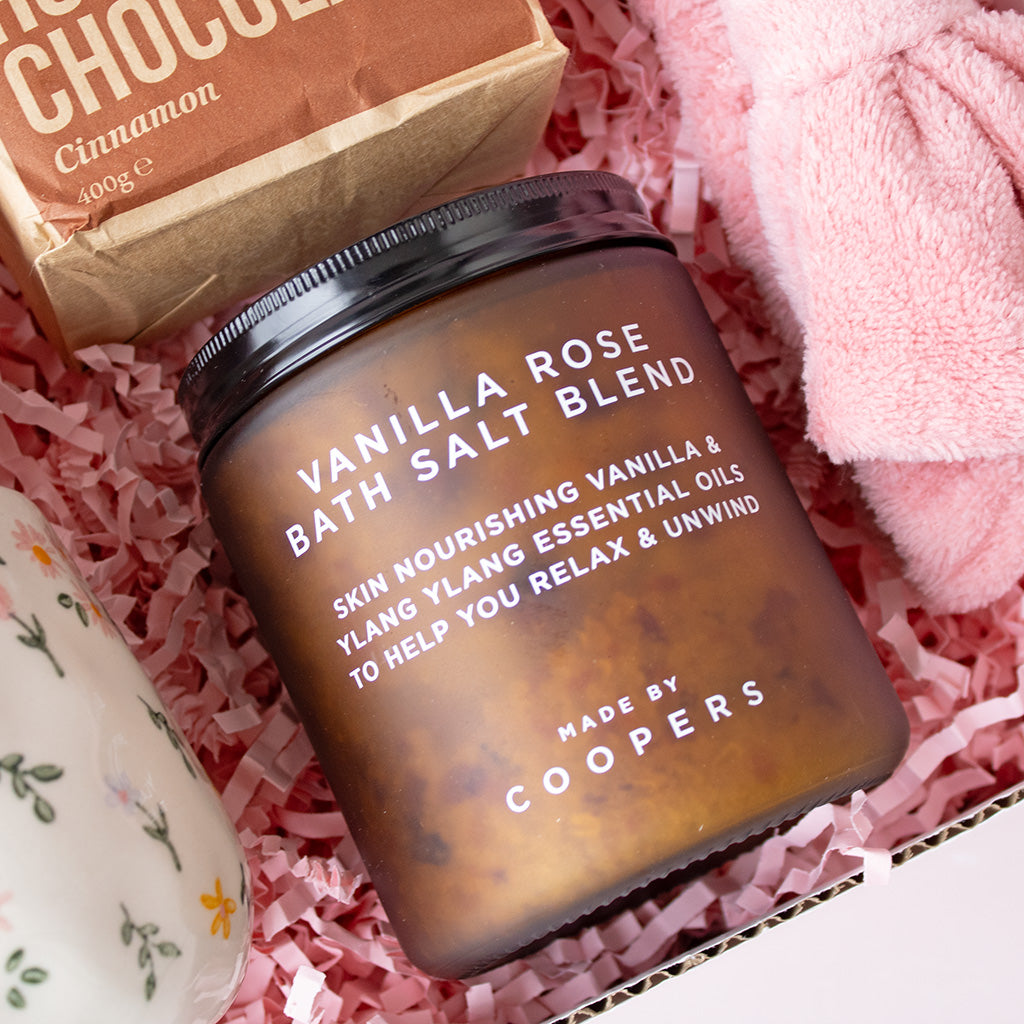 CHOCOL
Cinnamon
400g ℮
VANILLA ROSE
BATH SALT BLEND
SKIN NOURISHING VANILLA &
YLANG YLANG ESSENTIAL OILS
TO HELP YOU RELAX & UNWIND
MADE BY
COOPERS